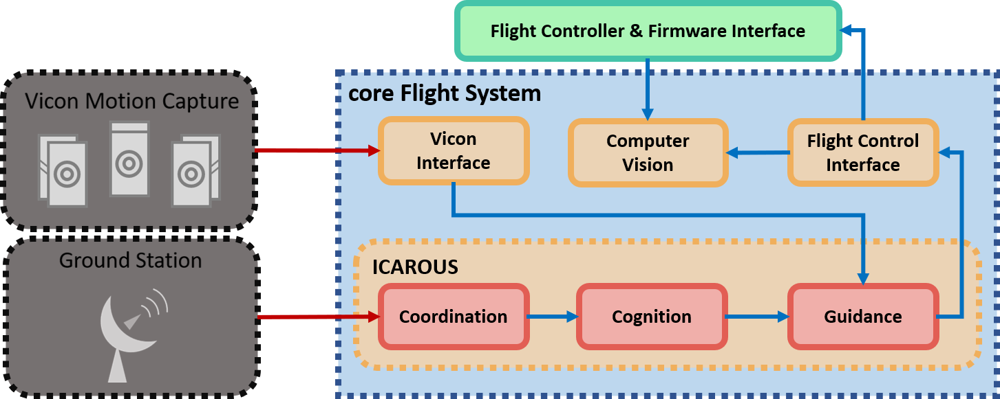 Flight Controller & Firmware Interface
Vicon Motion Capture
core Flight System
Vicon
Interface
Computer
Vision
Flight Control
Interface
Ground Station
ICAROUS
Coordination
Cognition
Guidance